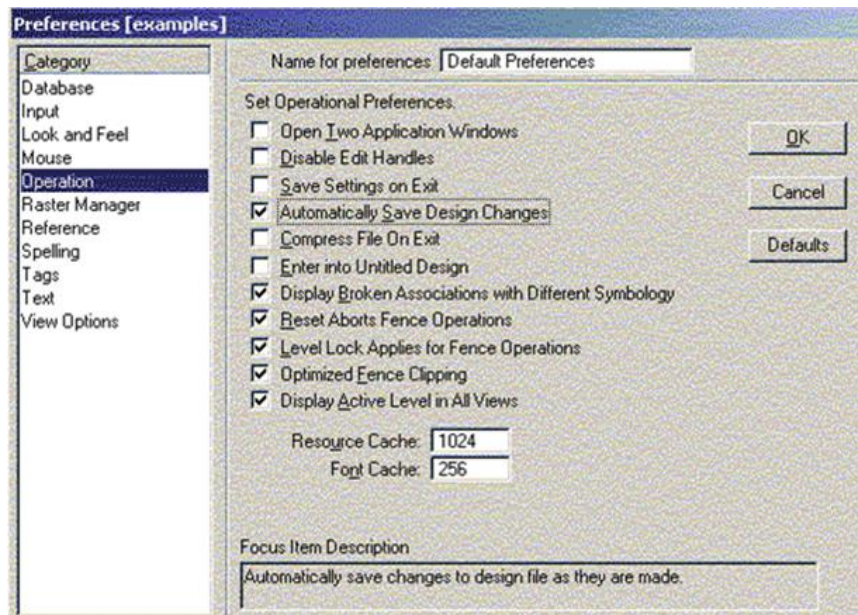 Preferences [examples]
Category
Database
Input
Look and Feel
Mouse
Operation
Raster Manager
Reference
Spelling
Tags
Text
View Options
Name for preferences Default Preferences
Set Operational Preferences.
Open Two Application Windows
Disable Edit Handles
Save Settings on Exit
Automatically Save Design Changes
Compress File On Exit
Enter into Untitled Design
Display Broken Associations with Different Symbology
Reset Aborts Fence Operations
Level Lock Applies for Fence Operations
Optimized Fence Clipping
Display Active Level in All Views
Resource Cache: 1024
Font Cache: 256
OK
Cancel
Defaults
Focus Item Description
Automatically save changes to design file as they are made.